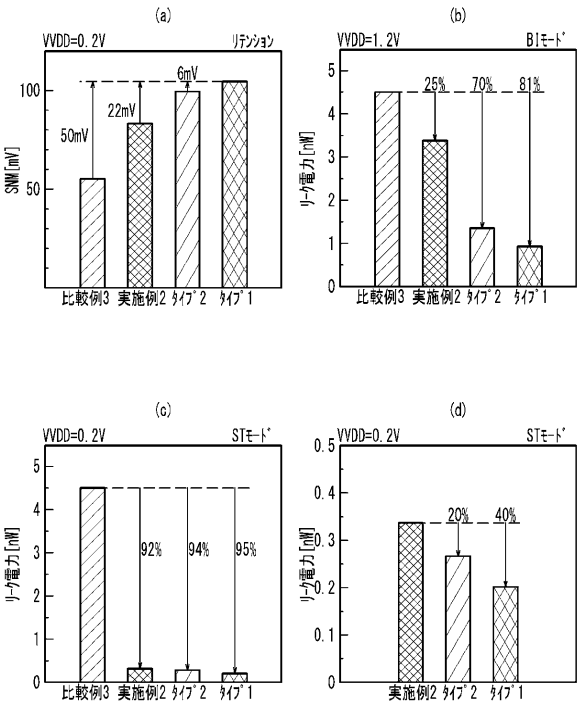 (a)
VVDD=0.2V ﾘﾃﾝｼｮﾝ
6mV
100
22mV
50mV
SNM[mV]
50
比較例3 実施例2 ﾀｲﾌﾟ2 ﾀｲﾌﾟ1
(b)
VVDD=1.2V BIﾓｰﾄﾞ
5
25% 70% 81%
4
3
ﾘｰｸ電力[nW]
2
1
0
比較例3 実施例2 ﾀｲﾌﾟ2 ﾀｲﾌﾟ1
(c)
VVDD=0.2V STﾓｰﾄﾞ
5
4
3
92% 94% 95%
ﾘｰｸ電力[nW]
2
1
0
比較例3 実施例2 ﾀｲﾌﾟ2 ﾀｲﾌﾟ1
(d)
VVDD=0.2V STﾓｰﾄﾞ
0.5
0.4
20% 40%
0.3
ﾘｰｸ電力[nW]
0.2
0.1
0
実施例2 ﾀｲﾌﾟ2 ﾀｲﾌﾟ1